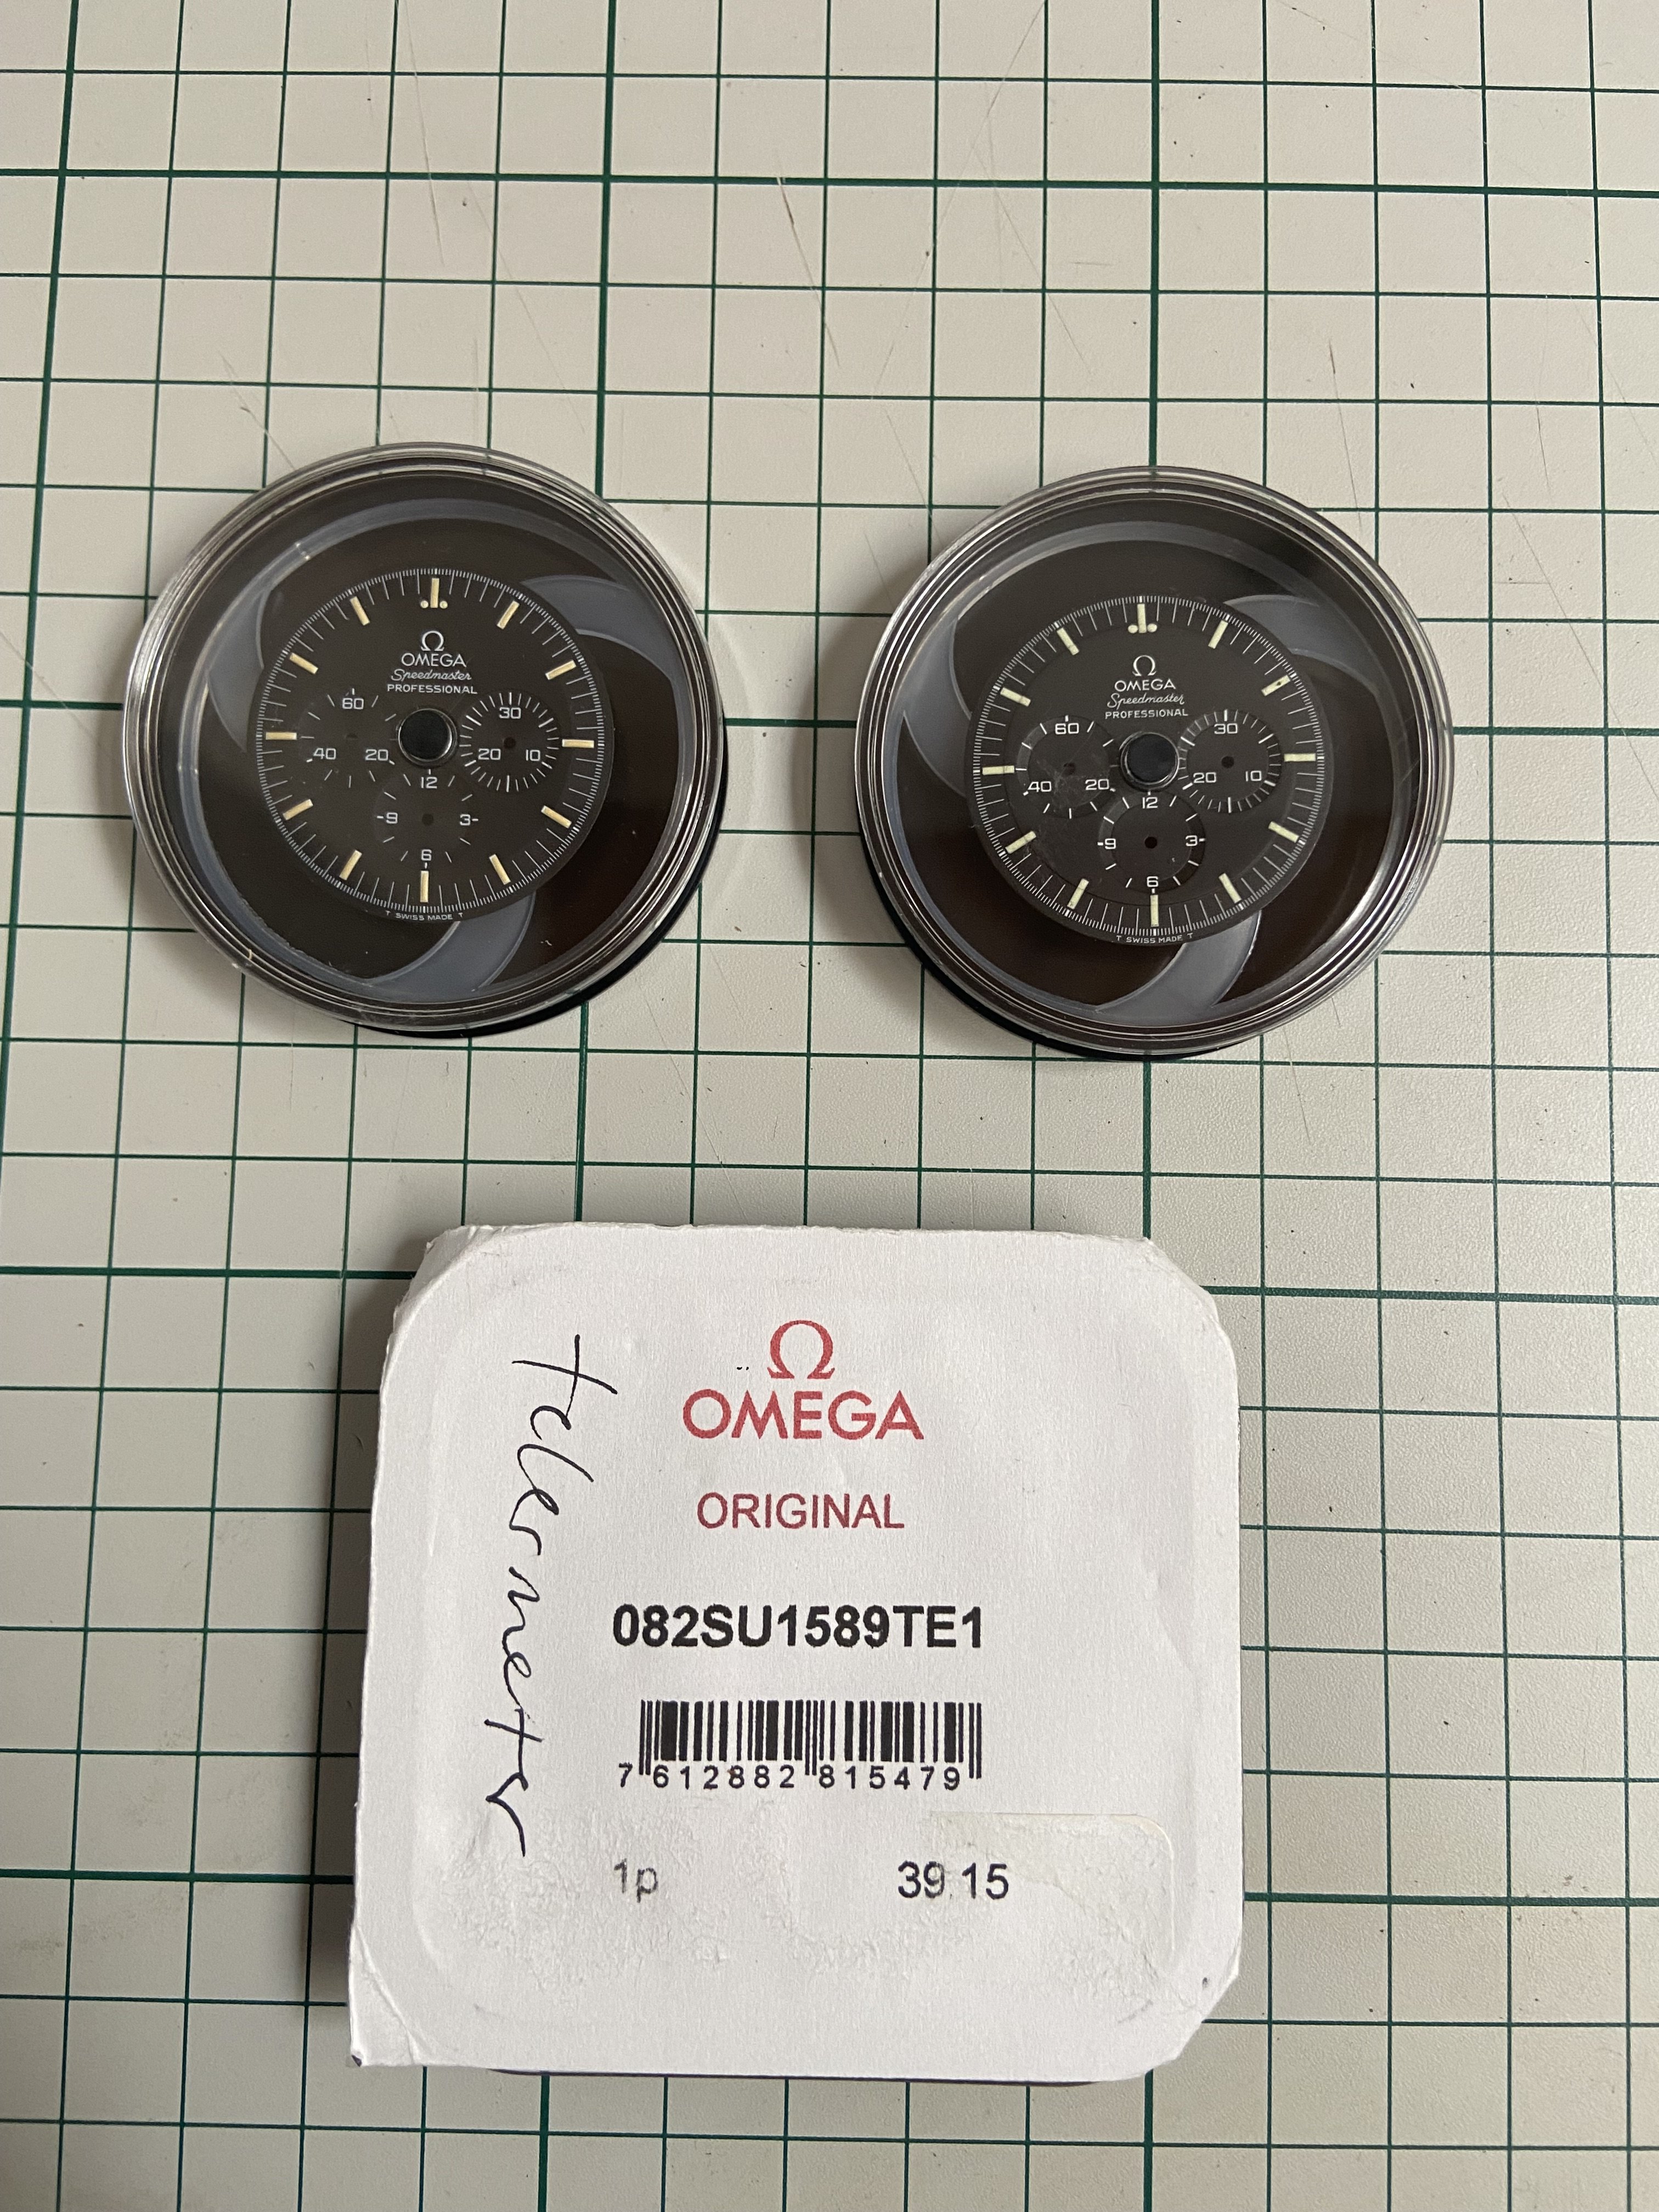 Ω
OMEGA
Speedmaster
PROFESSIONAL
60
30
40
20
20
10
12
-9
3-
6
T SWISS MADE T
Ω
OMEGA
Speedmaster
PROFESSIONAL
60
30
40
20
20
10
12
-9
3-
6
T SWISS MADE T
Ω
OMEGA
ORIGINAL
telemeter
082SU1589TE1
7 612882 815479
1p 39.15